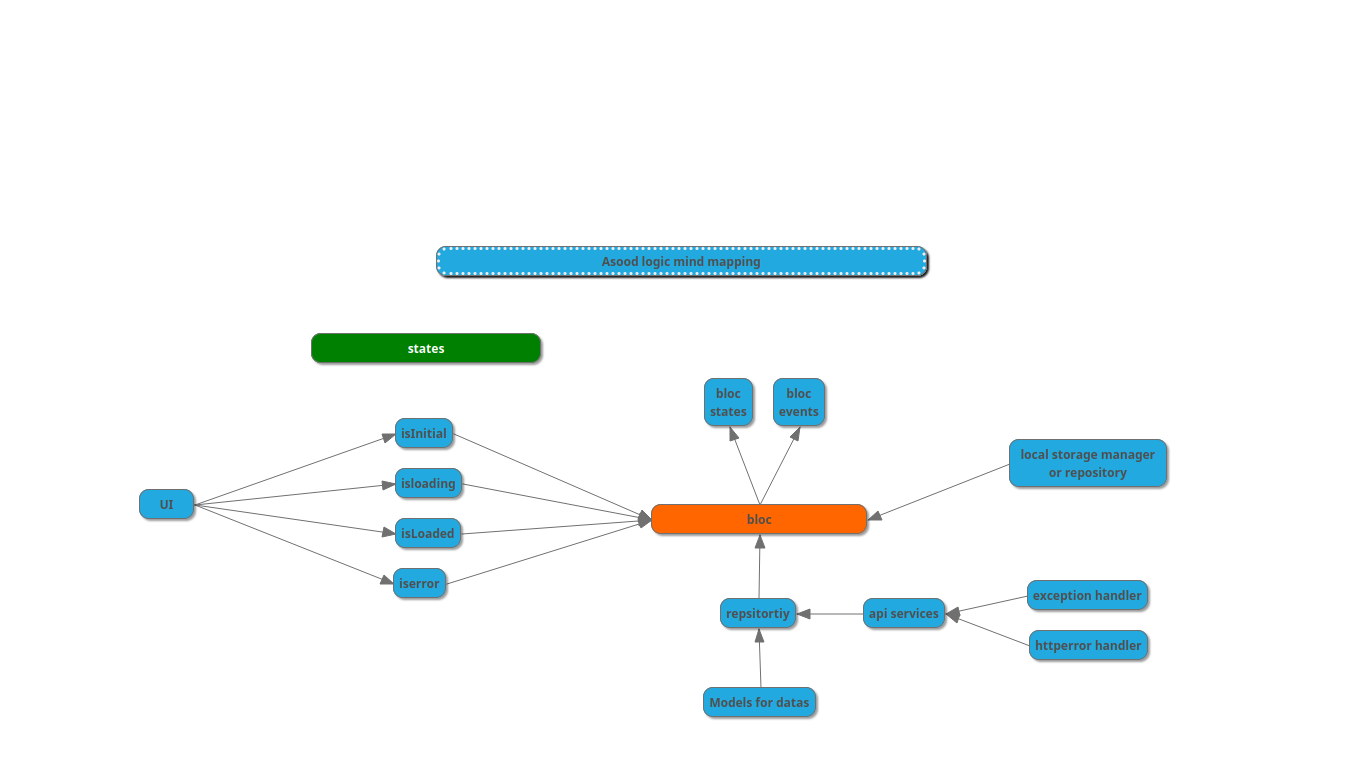 Asood logic mind mapping
states
bloc
states
bloc
events
isInitial
isloading
isLoaded
iserror
UI
local storage manager
or repository
bloc
repsitortiy
api services
exception handler
httperror handler
Models for datas